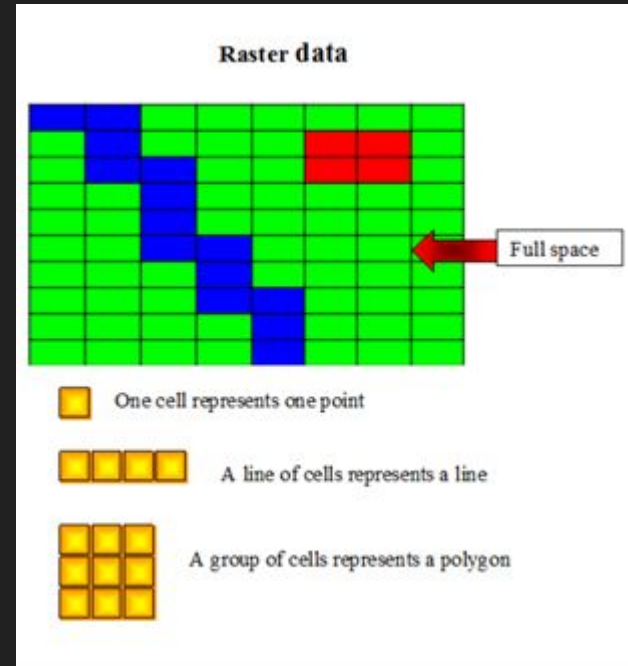 Raster data
Full space
One cell represents one point
A line of cells represents a line
A group of cells represents a polygon